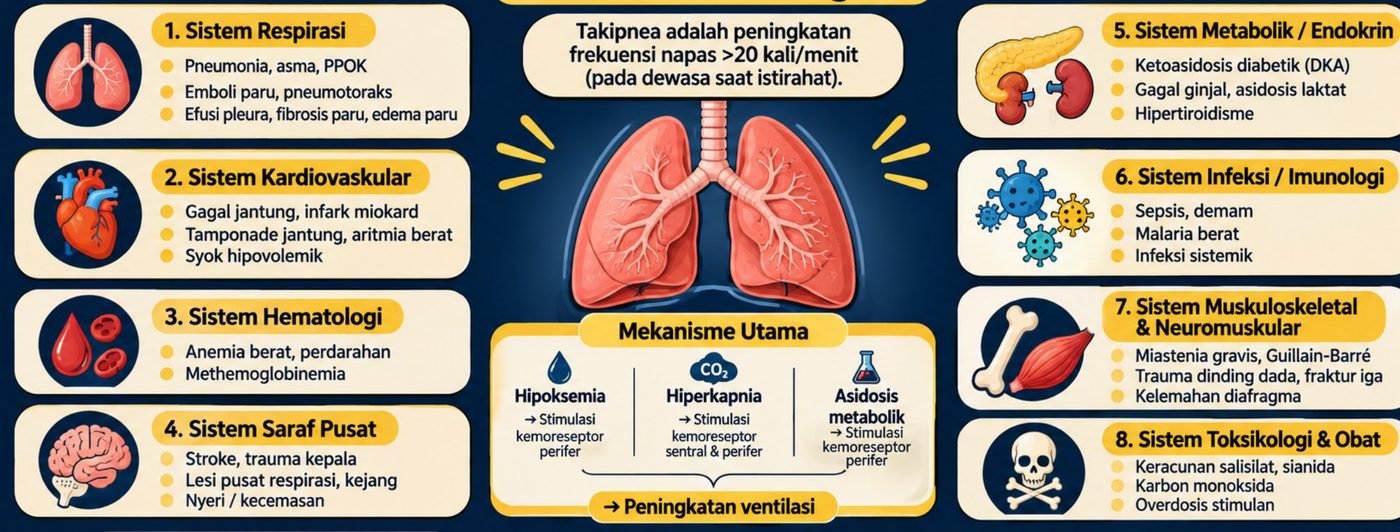 1. Sistem Respirasi
Pneumonia, asma, PPOK
Emboli paru, pneumotoraks
Efusi pleura, fibrosis paru, edema paru
2. Sistem Kardiovaskular
Gagal jantung, infark miokard
Tamponade jantung, aritmia berat
Syok hipovolemik
3. Sistem Hematologi
Anemia berat, perdarahan
Methemoglobinemia
4. Sistem Saraf Pusat
Stroke, trauma kepala
Lesi pusat respirasi, kejang
Nyeri / kecemasan
Takipnea adalah peningkatan
frekuensi napas >20 kali/menit
(pada dewasa saat istirahat).
Mekanisme Utama
Hipoksemia
→ Stimulasi
kemoreseptor
perifer
CO₂
Hiperkapnia
→ Stimulasi
kemoreseptor
sentral & perifer
Asidosis
metabolik
→ Stimulasi
kemoreseptor
perifer
→ Peningkatan ventilasi
5. Sistem Metabolik / Endokrin
Ketoasidosis diabetik (DKA)
Gagal ginjal, asidosis laktat
Hipertiroidisme
6. Sistem Infeksi / Imunologi
Sepsis, demam
Malaria berat
Infeksi sistemik
7. Sistem Muskuloskeletal
& Neuromuskular
Miastenia gravis, Guillain-Barré
Trauma dinding dada, fraktur iga
Kelemahan diafragma
8. Sistem Toksikologi & Obat
Keracunan salisilat, sianida
Karbon monoksida
Overdosis stimulan